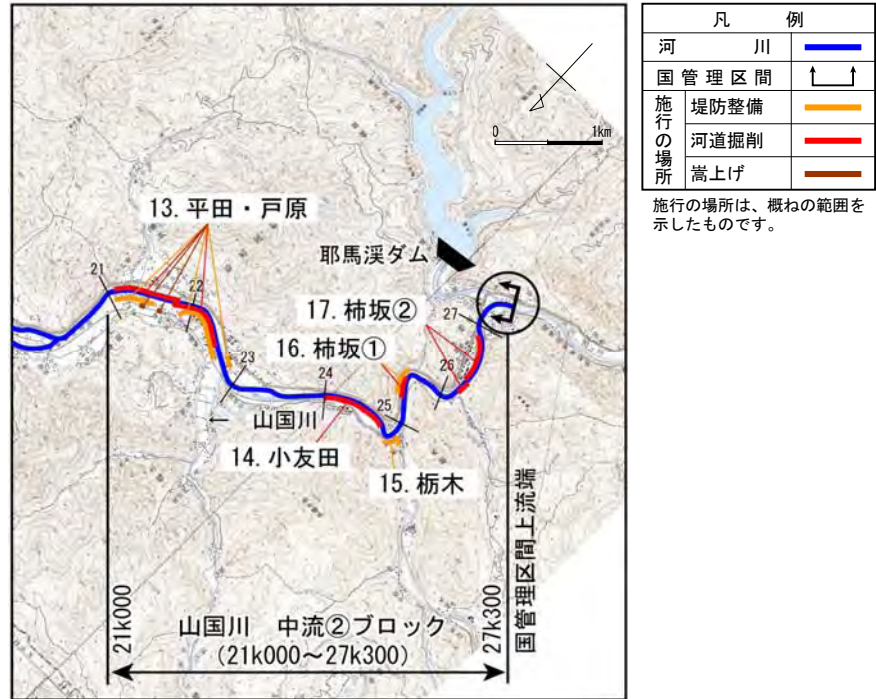 13. 平田・戸原
21
22
23
24
25
26
27
0 1km
耶馬渓ダム
17. 柿坂②
16. 柿坂①
← 山国川
14. 小友田
15. 栃木
21k000
山国川 中流②ブロック
(21k000~27k300)
27k300
国管理区間上流端
凡 例
河 川
国管理区間
施行の場所
堤防整備
河道掘削
嵩上げ
施行の場所は、概ねの範囲を
示したものです。